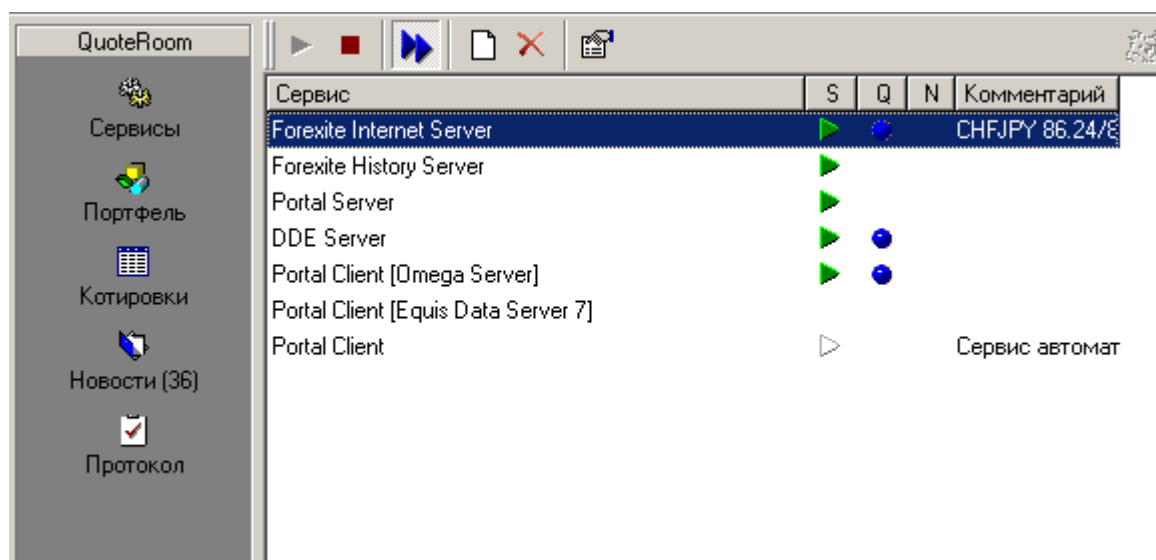 QuoteRoom
Сервисы
Портфель
Котировки
Новости (36)
Протокол
Сервис S Q N Комментарий
Forexite Internet Server CHFJPY 86.24/
Forexite History Server
Portal Server
DDE Server
Portal Client [Omega Server]
Portal Client [Equis Data Server 7]
Portal Client Сервис автомат